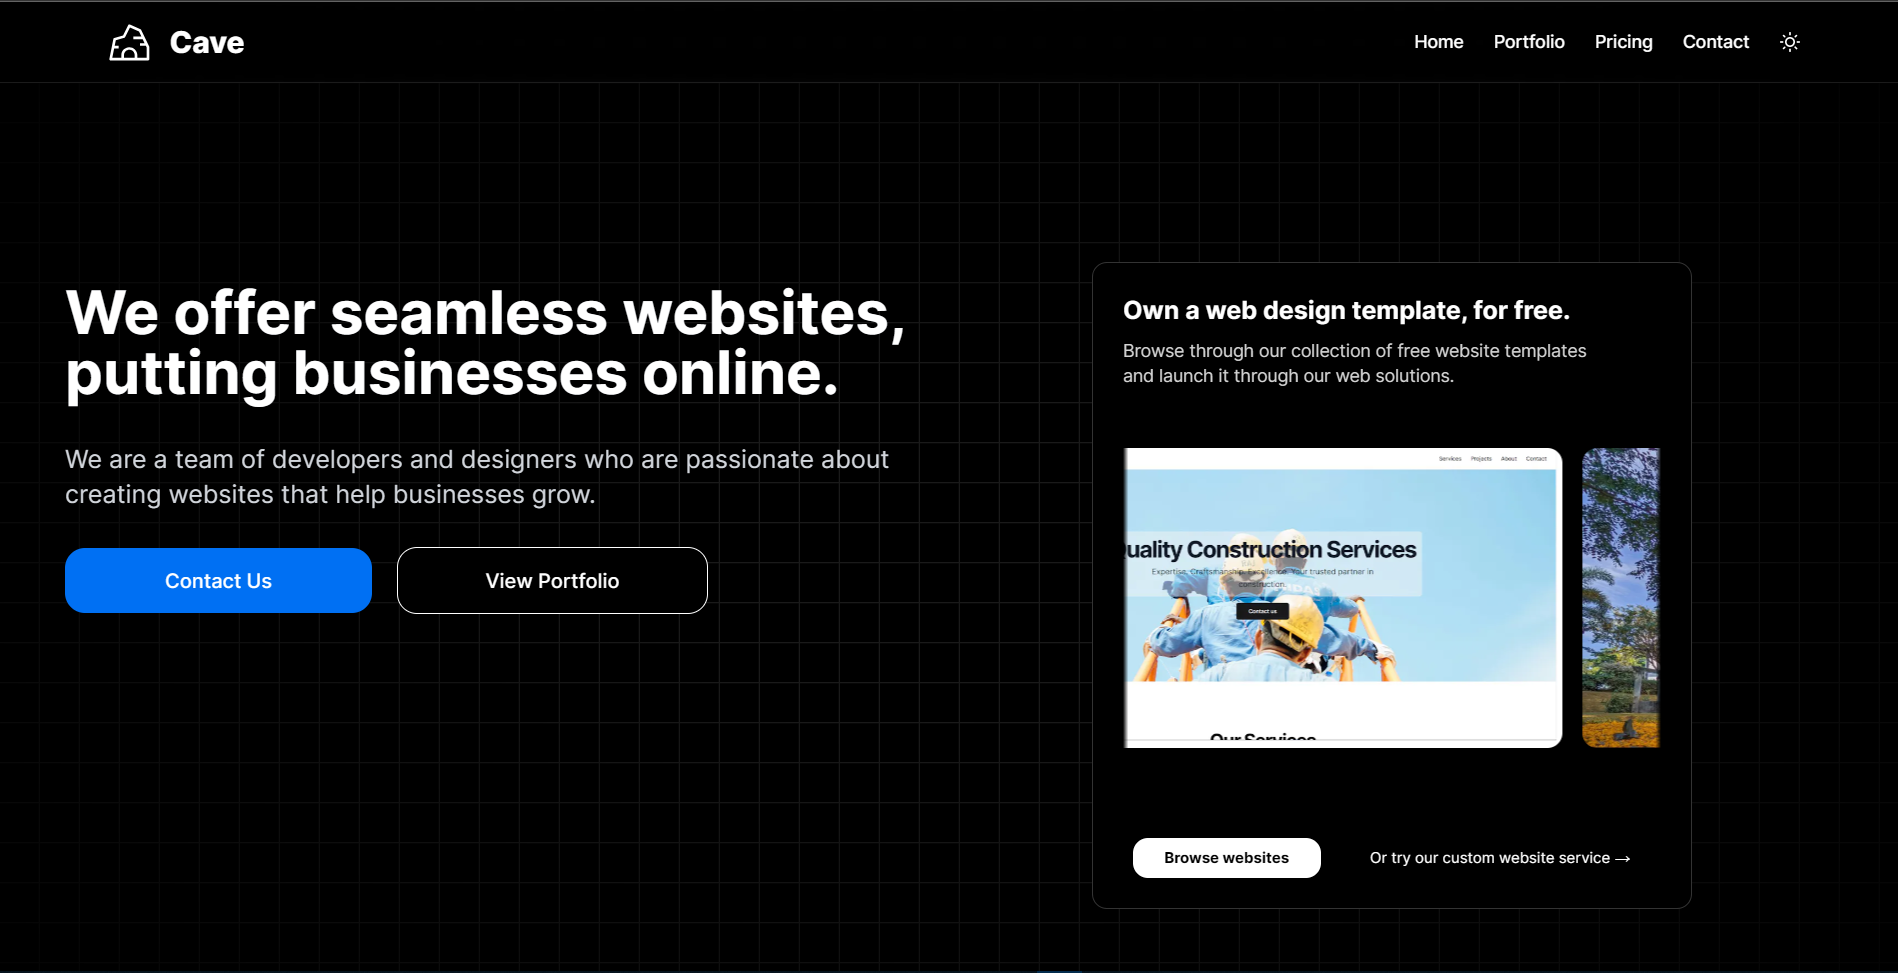 Cave
Home
Portfolio
Pricing
Contact
We offer seamless websites,
putting businesses online.
We are a team of developers and designers who are passionate about
creating websites that help businesses grow.
Contact Us
View Portfolio
Own a web design template, for free.
Browse through our collection of free website templates
and launch it through our web solutions.
Services
Projects
About
Contact
uality Construction Services
Expertise. Craftsmanship. Excellence. Your trusted partner in
construction.
Contact us
Our Services
Browse websites
Or try our custom website service →